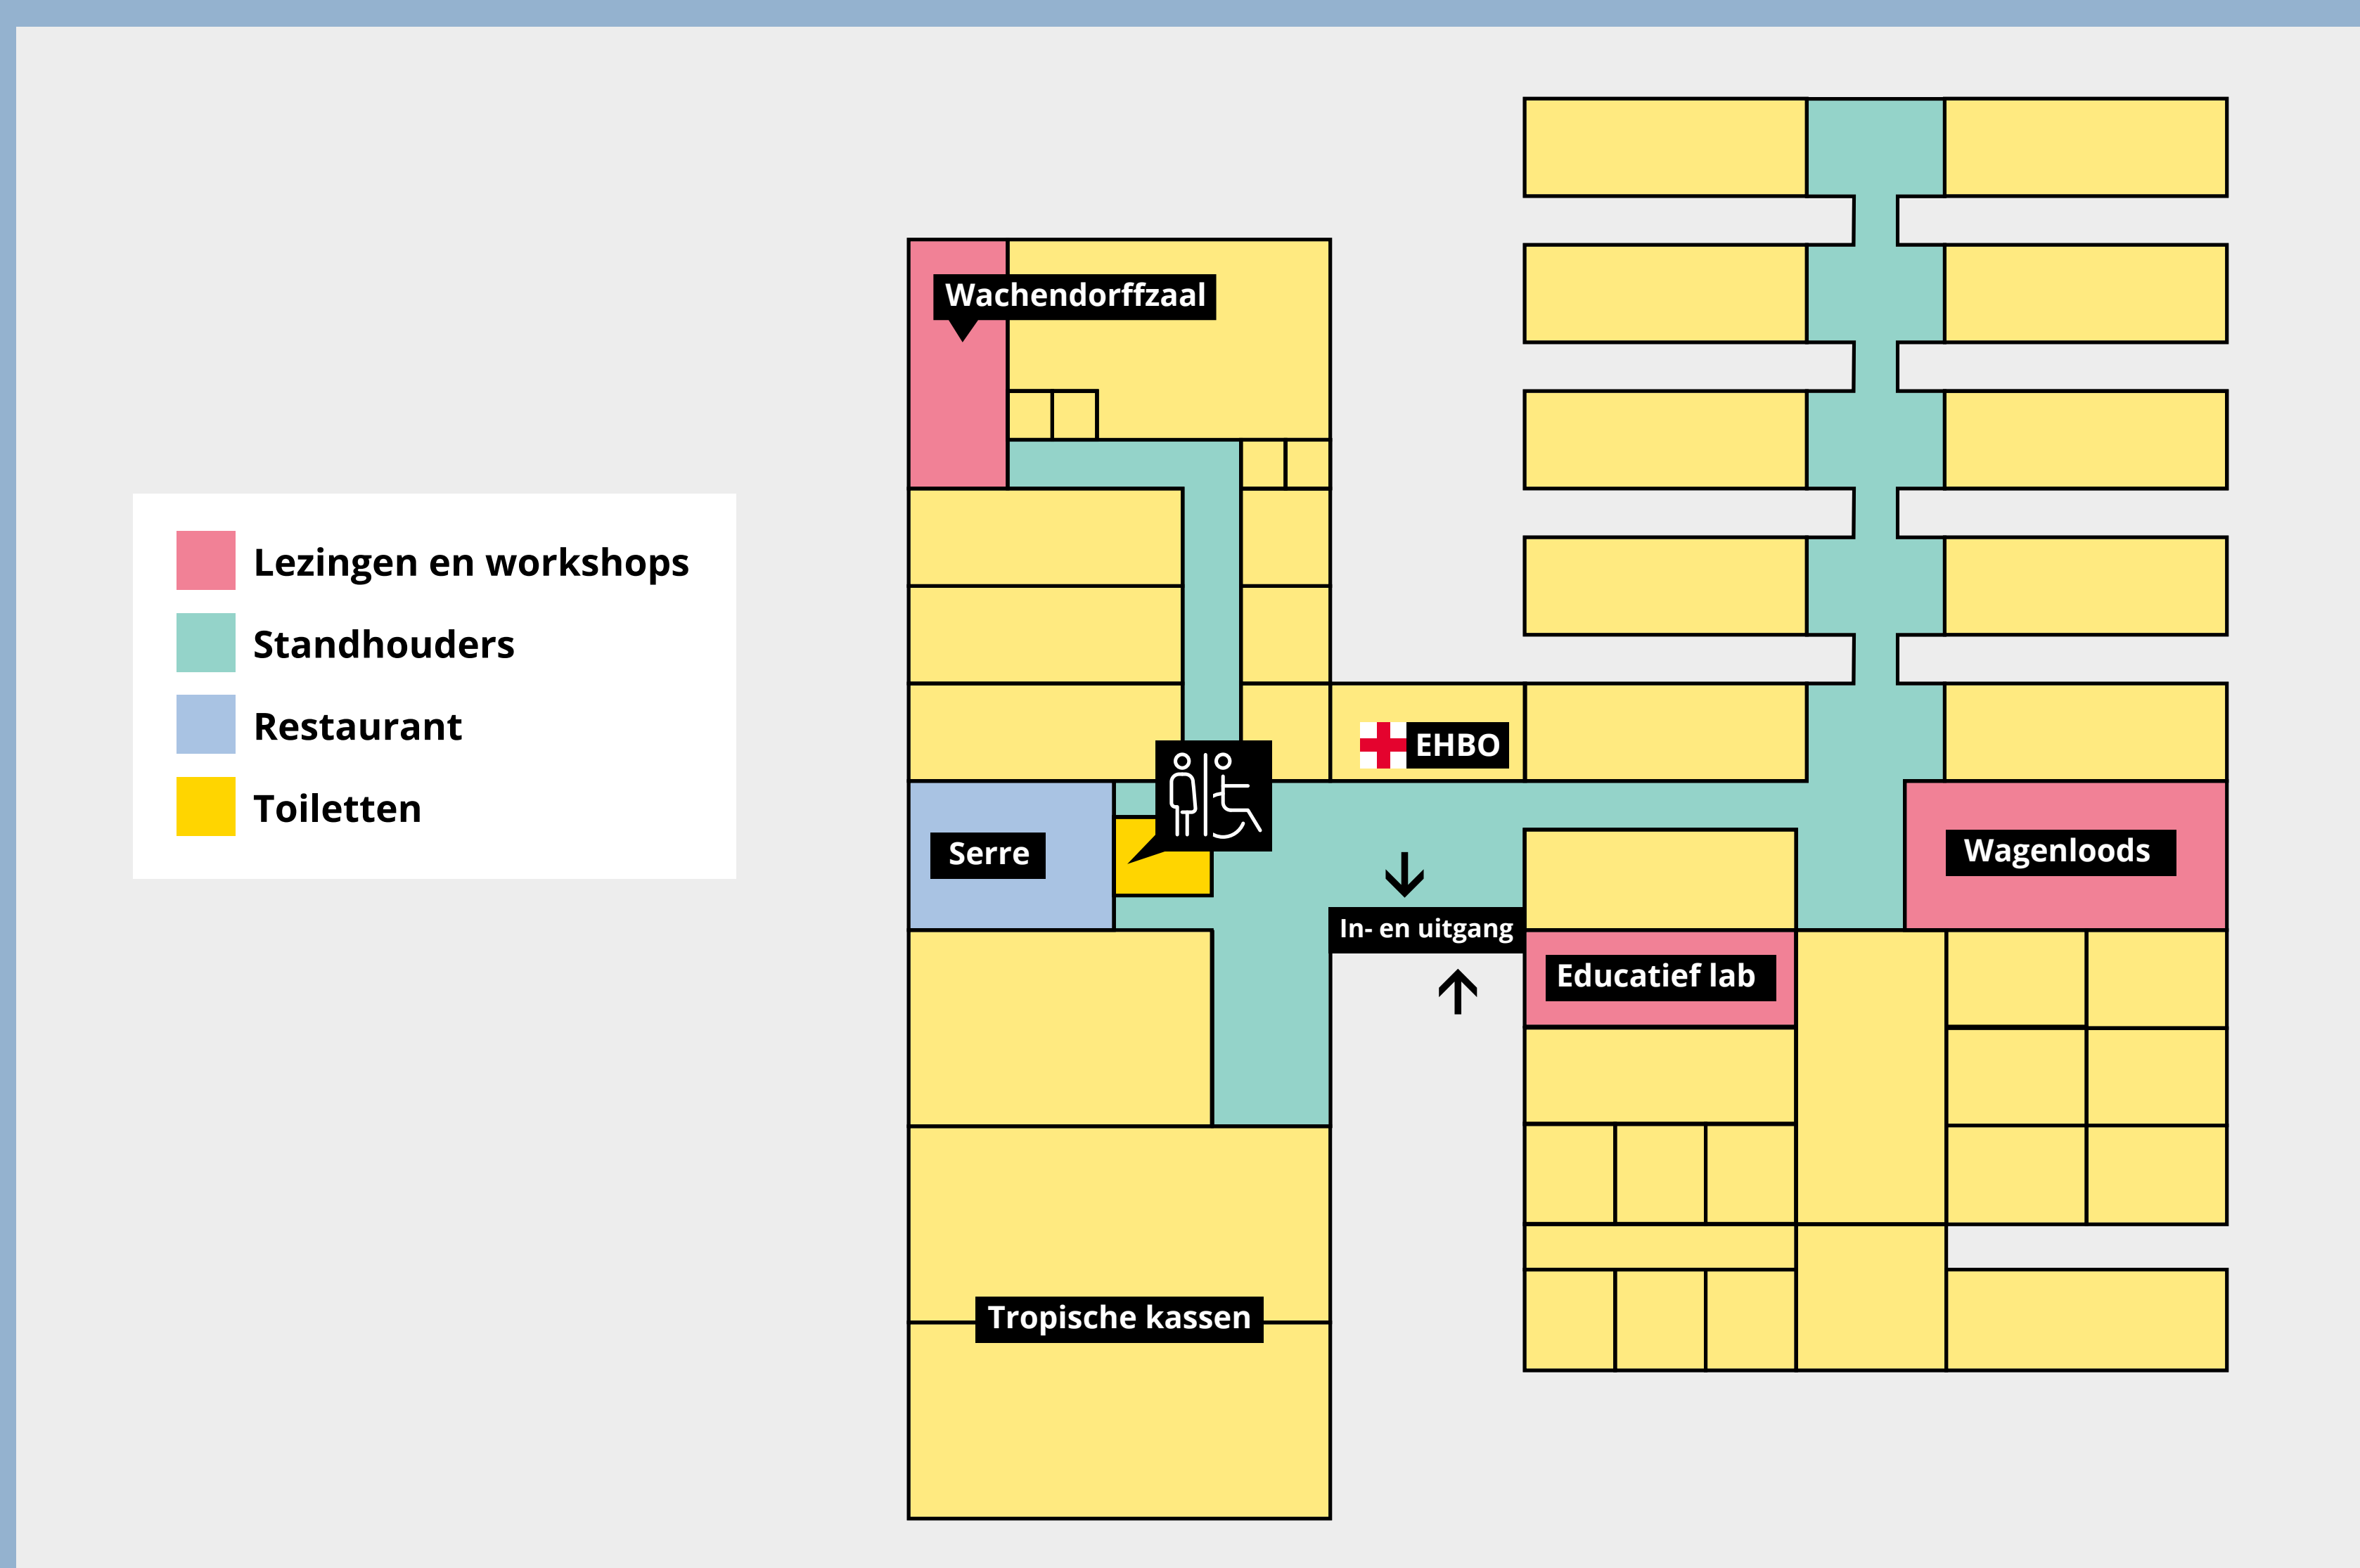 Wachendorffzaal
Lezingen en workshops
Standhouders
Restaurant
Toiletten
EHBO
Serre
Wagenloods
In- en uitgang
Educatief lab
Tropische kassen